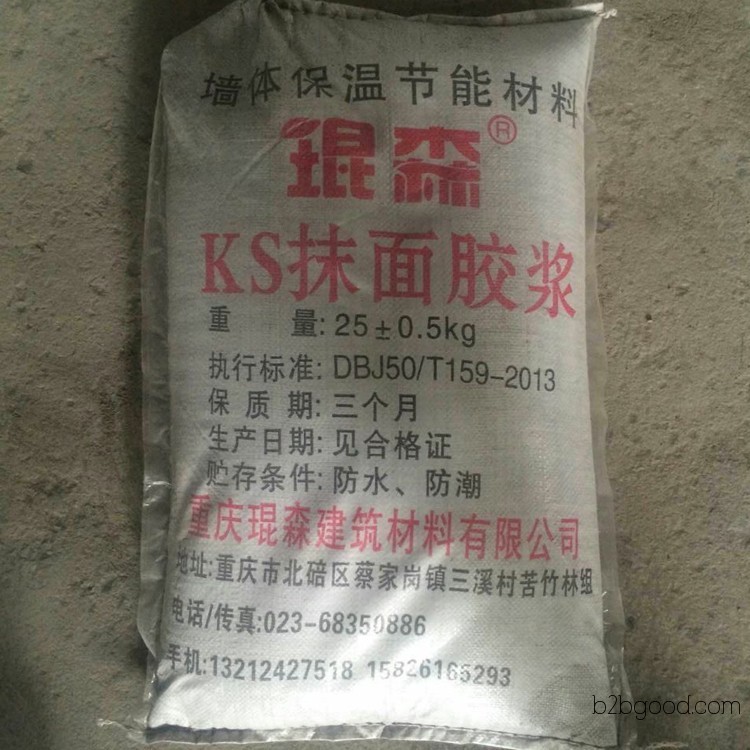 墙体保温节能材料
琨森®
KS抹面胶浆
重 量: 25±0.5kg
执行标准: DBJ50/T159-2013
保 质 期: 三个月
生产日期: 见合格证
贮存条件: 防水、防潮
重庆琨森建筑材料有限公司
地址:重庆市北碚区蔡家岗镇三溪村苦竹林组
电话/传真:023-68350886
手机:13212427518 15826165293
b2bgood.com